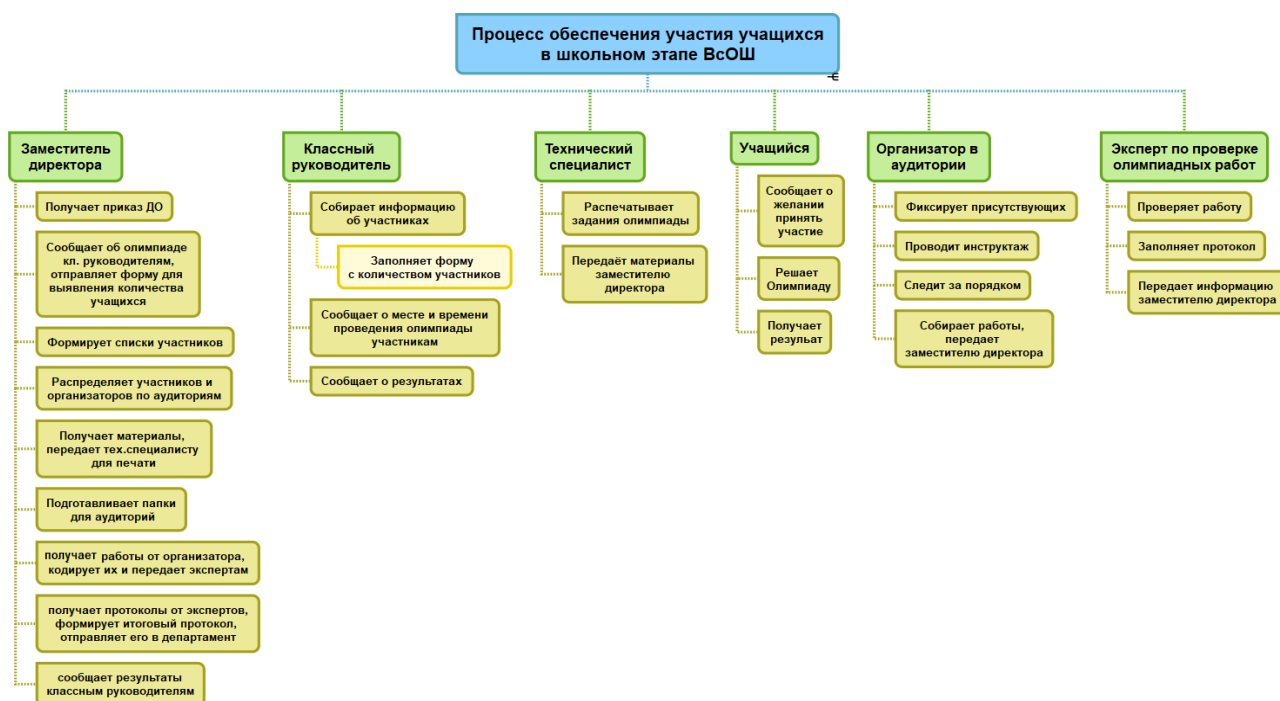 Процесс обеспечения участия учащихся
в школьном этапе ВсОШ
Заместитель
директора
Получает приказ ДО
Сообщает об олимпиаде
кл. руководителям,
отправляет форму для
выявления количества
учащихся
Формирует списки участников
Распределяет участников и
организаторов по аудиториям
Получает материалы,
передает тех.специалисту
для печати
Подготавливает папки
для аудиторий
получает работы от организатора,
кодирует их и передает экспертам
получает протоколы от экспертов,
формирует итоговый протокол,
отправляет его в департамент
сообщает результаты
классным руководителям
Классный
руководитель
Собирает информацию
об участниках
Заполняет форму
с количеством участников
Сообщает о месте и времени
проведения олимпиады
участникам
Сообщает о результатах
Технический
специалист
Распечатывает
задания олимпиады
Передаёт материалы
заместителю
директора
Учащийся
Сообщает о
желании
принять
участие
Решает
Олимпиаду
Получает
резульат
Организатор в
аудитории
Фиксирует присутствующих
Проводит инструктаж
Следит за порядком
Собирает работы,
передает
заместителю директора
Эксперт по проверке
олимпиадных работ
Проверяет работу
Заполняет протокол
Передает информацию
заместителю директора